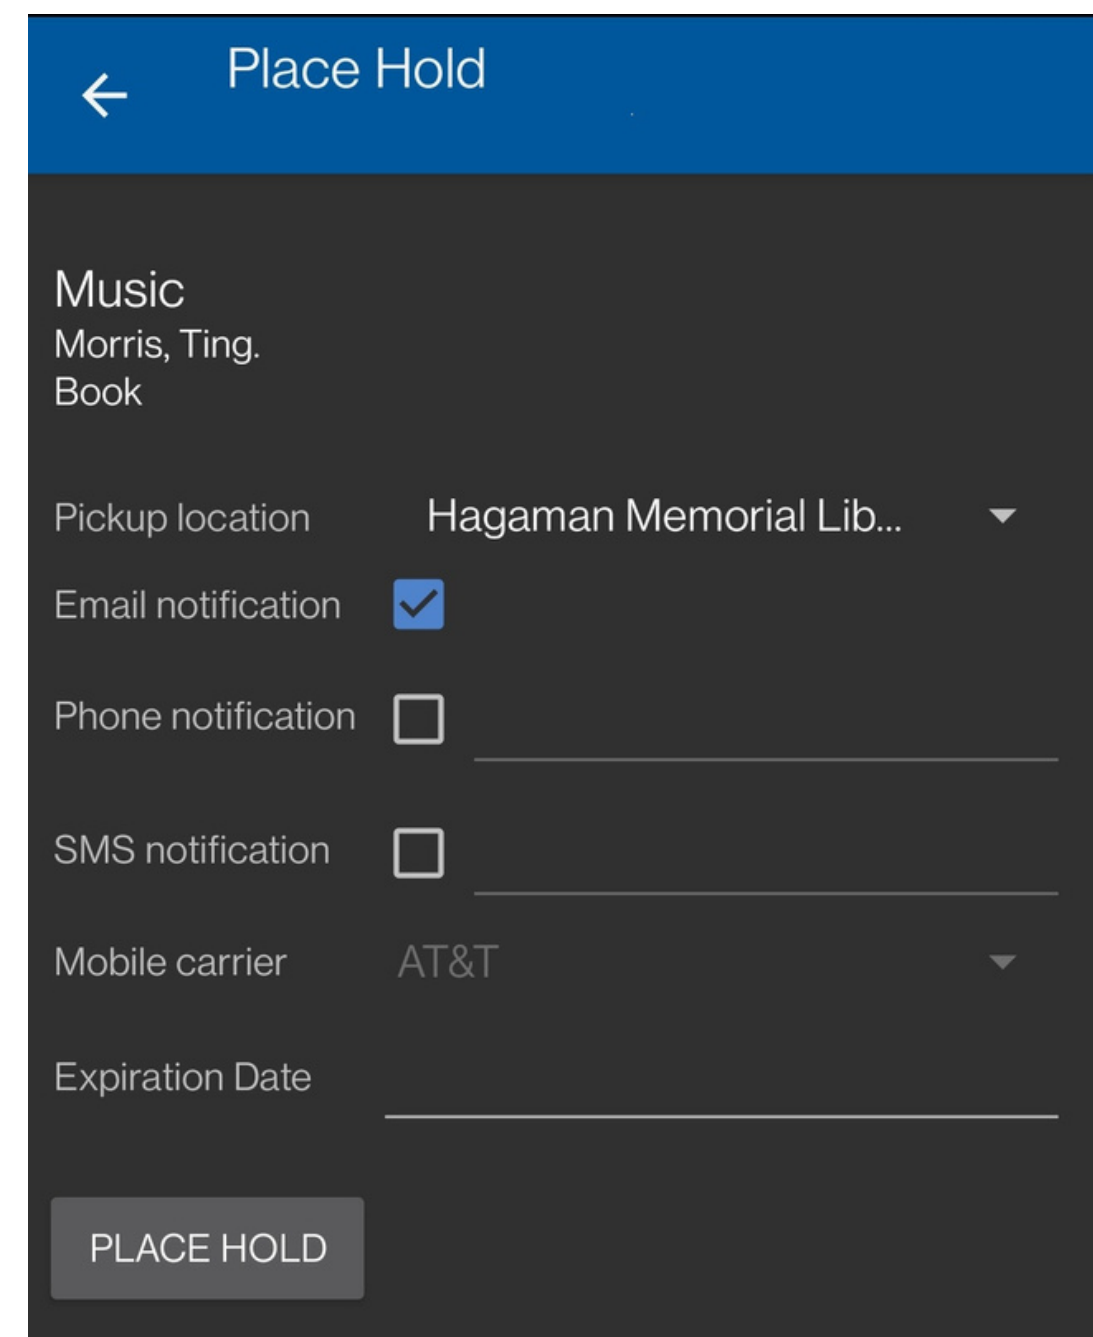 Place Hold
Music
Morris, Ting.
Book
Pickup location Hagaman Memorial Lib...
Email notification
Phone notification
SMS notification
Mobile carrier AT&T
Expiration Date
PLACE HOLD